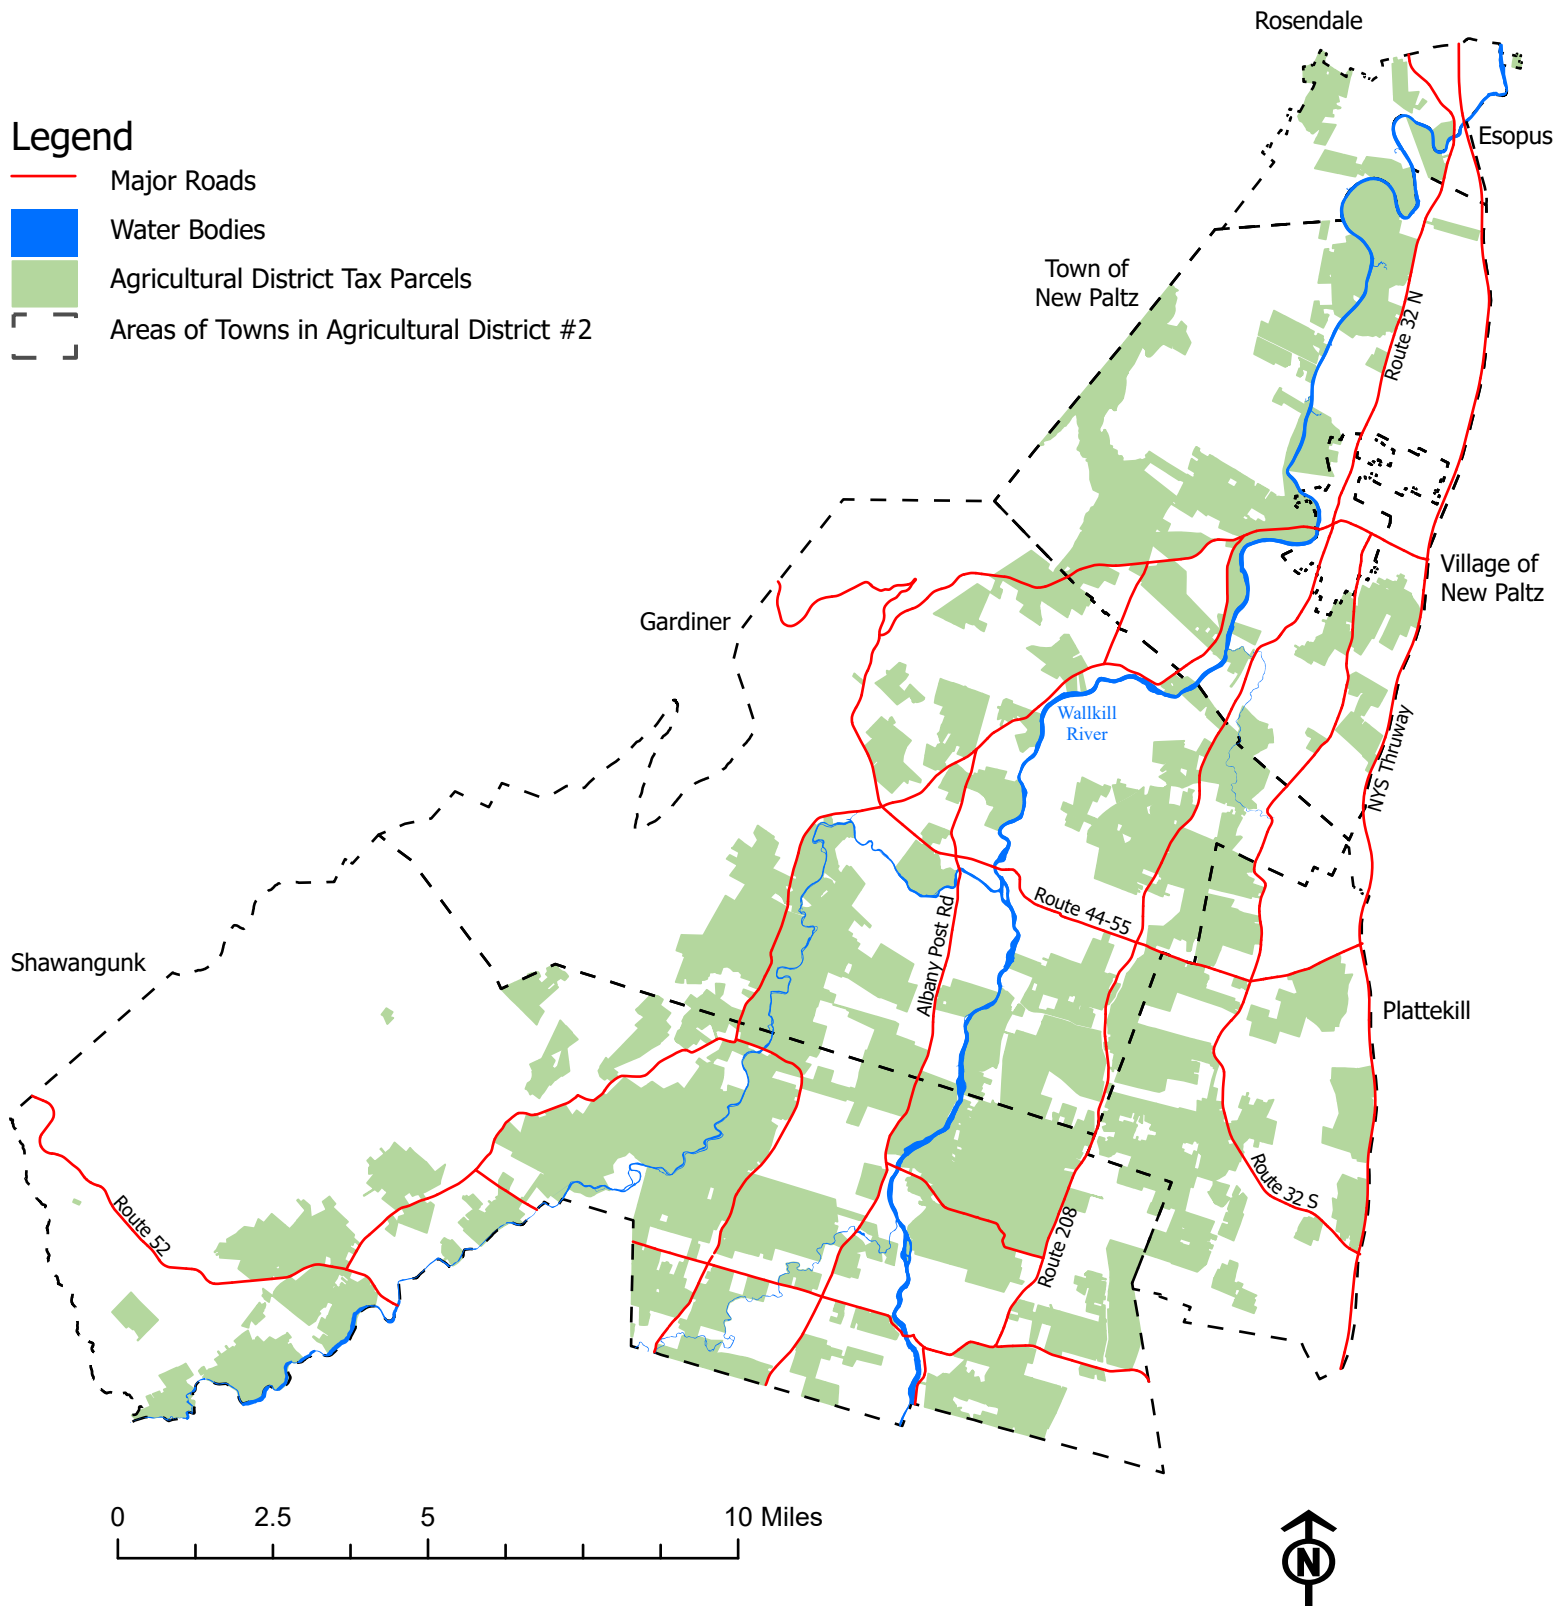 Rosendale
Legend
Major Roads
Esopus
Water Bodies
Agricultural District Tax Parcels
Town of
New Paltz
Areas of Towns in Agricultural District #2
Route 32 N
Village of
New Paltz
Gardiner
Wallkill
River
NYS Thruway
Route 44-55
Albany Post Rd
Shawangunk
Plattekill
Route 32 S
Route 52
Route 208
0 2.5 5 10 Miles
N